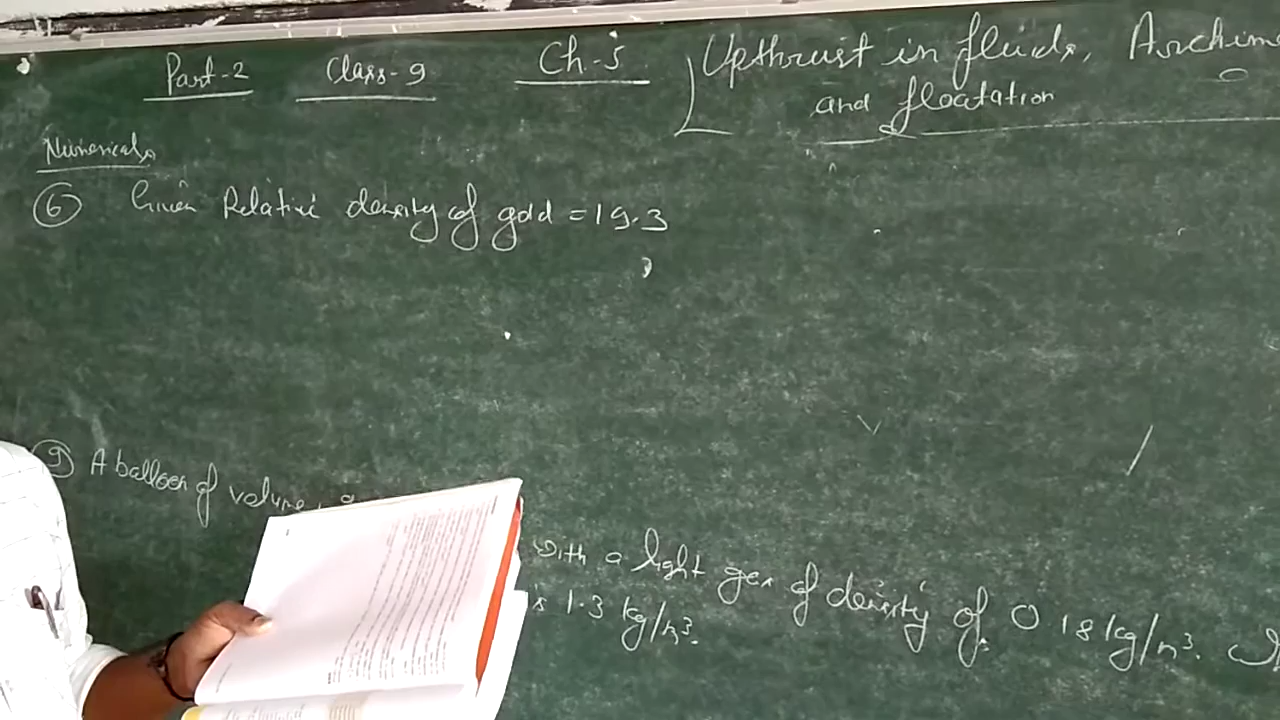 Part-2 Class-9 Ch-5 Upthrust in fluids, Archim
and floatation
Numericals
6 Given Relative density of gold = 19.3
9 A balloon of volume
with a light gas of density of 0.18 kg/m³.
is 1.3 kg/m³.